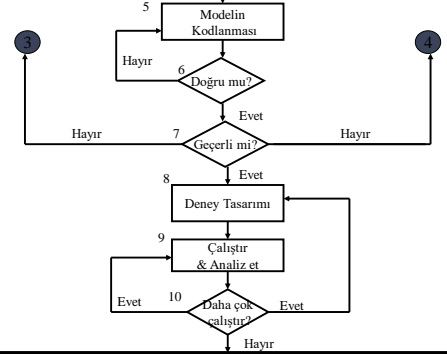 5
Modelin
Kodlanması
3
4
Hayır
6
Doğru mu?
Evet
Hayır
7
Geçerli mi?
Hayır
Evet
8
Deney Tasarımı
9
Çalıştır
& Analiz et
10
Evet
Daha çok
çalıştır?
Evet
Hayır